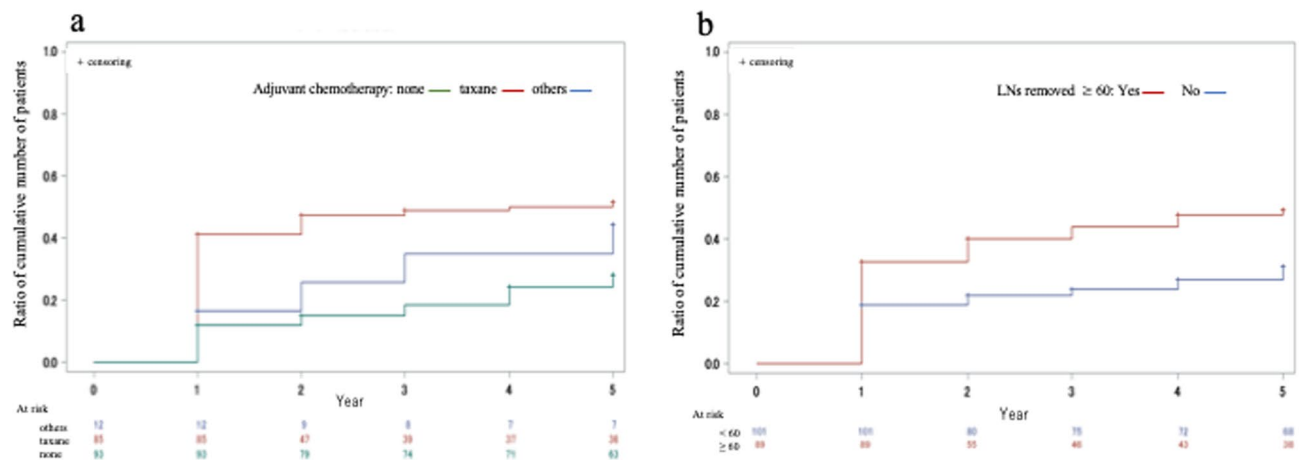 a
Ratio of cumulative number of patients
1.0
0.8
0.6
0.4
0.2
0.0
+ censoring
Adjuvant chemotherapy: none taxane others
0 1 2 3 4 5
Year
At risk
others 12 12 9 8 7 7
taxane 85 85 47 39 37 36
none 93 93 79 74 71 63
b
Ratio of cumulative number of patients
1.0
0.8
0.6
0.4
0.2
0.0
+ censoring
LNs removed ≥ 60: Yes No
0 1 2 3 4 5
Year
At risk
< 60 101 101 80 75 72 68
≥ 60 89 89 55 46 43 38